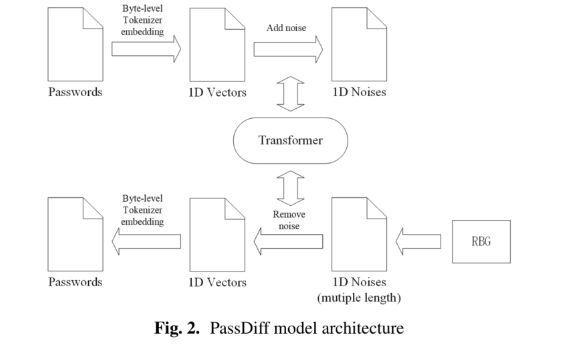 Byte-level
Tokenizer
embedding
Add noise
Passwords
1D Vectors
1D Noises
Transformer
Byte-level
Tokenizer
embedding
Remove
noise
RBG
Passwords
1D Vectors
1D Noises
(mutiple length)
Fig. 2. PassDiff model architecture